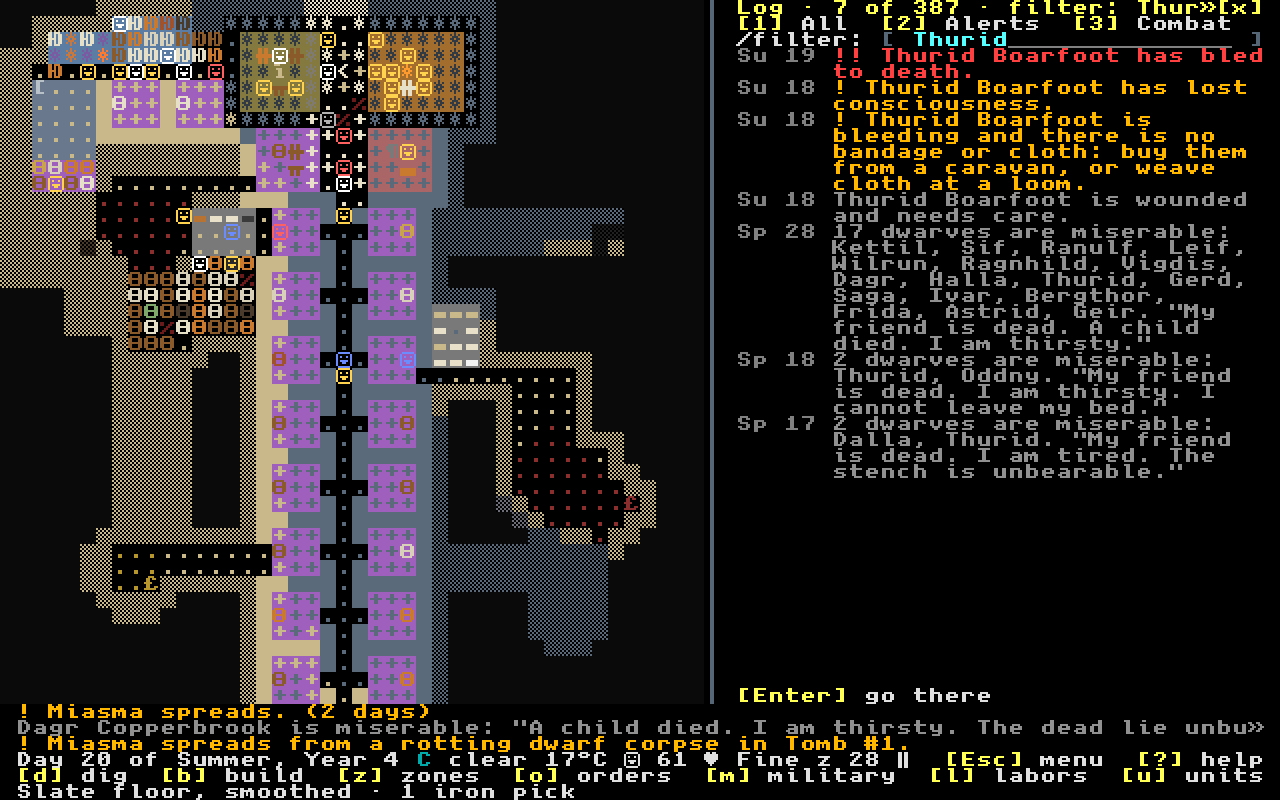 Log · 7 of 387 · filter: Thur»[x]
[1] All [2] Alerts [3] Combat
/filter: [ Thurid ]
Su 19 !! Thurid Boarfoot has bled
to death.
Su 18 ! Thurid Boarfoot has lost
consciousness.
Su 18 ! Thurid Boarfoot is
bleeding and there is no
bandage or cloth: buy them
from a caravan, or weave
cloth at a loom.
Su 18 Thurid Boarfoot is wounded
and needs care.
Sp 28 17 dwarves are miserable:
Kettil, Sif, Ranulf, Leif,
Wilrun, Ragnhild, Vigdis,
Dagr, Halla, Thurid, Gerd,
Saga, Ivar, Bergthor,
Frida, Astrid, Geir. "My
friend is dead. A child
died. I am thirsty."
Sp 18 2 dwarves are miserable:
Thurid, Oddny. "My friend
is dead. I am thirsty. I
cannot leave my bed."
Sp 17 2 dwarves are miserable:
Dalla, Thurid. "My friend
is dead. I am tired. The
stench is unbearable."
[Enter] go there
! Miasma spreads. (2 days)
Dagr Copperbrook is miserable: "A child died. I am thirsty. The dead lie unbu»
! Miasma spreads from a rotting dwarf corpse in Tomb #1.
Day 20 of Summer, Year 4 C clear 17°C ☺ 61 ♥ Fine z 28 ‖ [Esc] menu [?] help
[d] dig [b] build [z] zones [o] orders [m] military [l] labors [u] units
Slate floor, smoothed · 1 iron pick